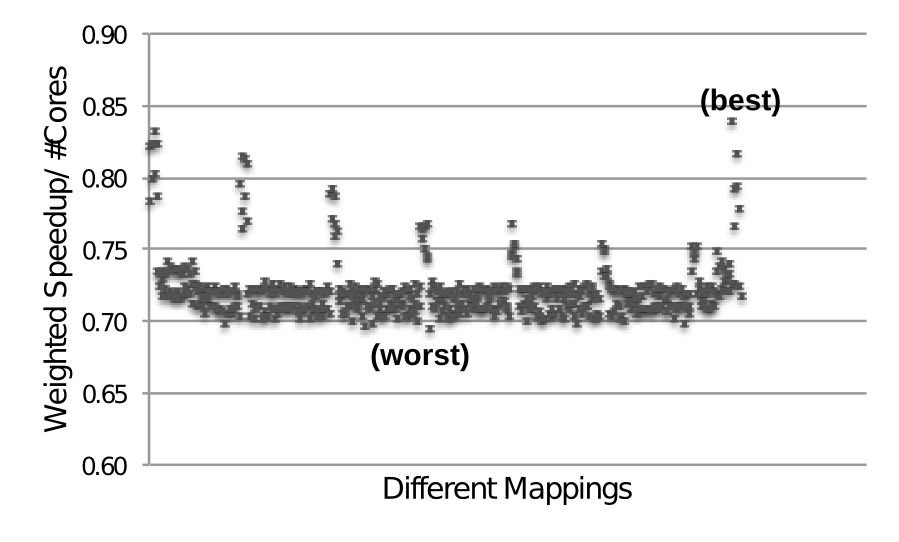 0.90
0.85
0.80
0.75
0.70
0.65
0.60
Weighted Speedup/ #Cores
(best)
(worst)
Different Mappings